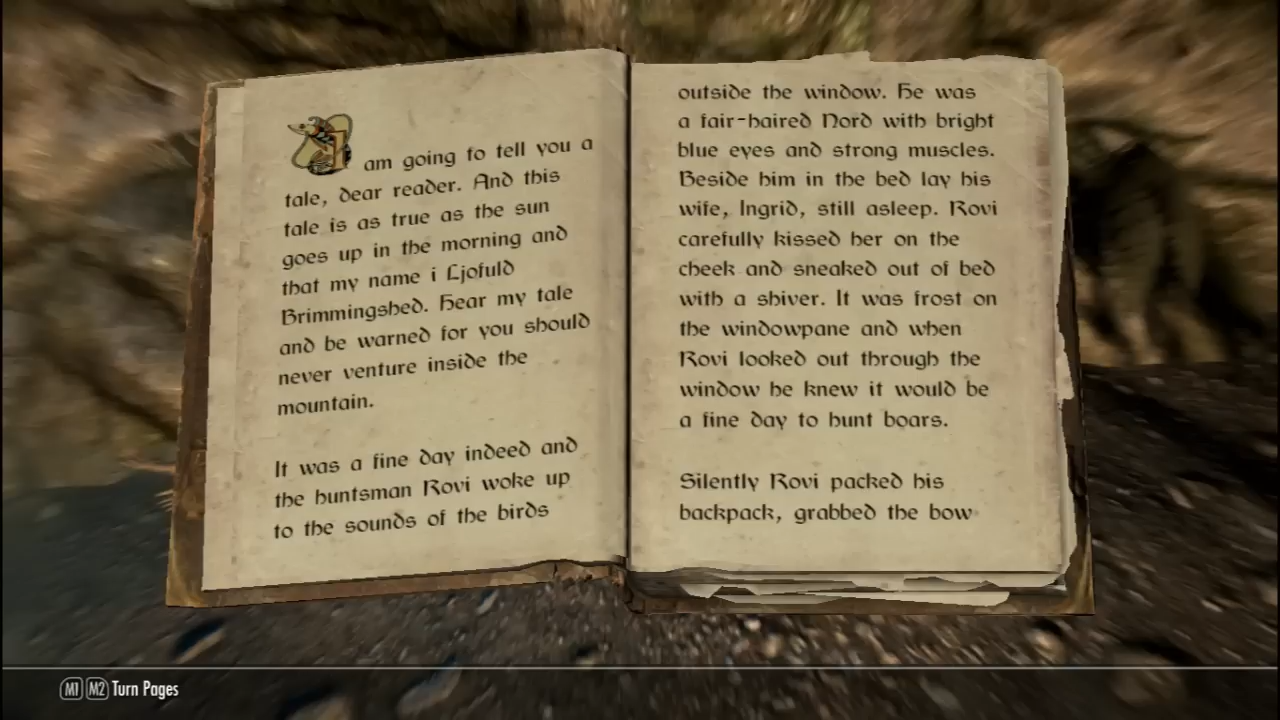 I am going to tell you a
tale, dear reader. And this
tale is as true as the sun
goes up in the morning and
that my name i Ljofuld
Brimmingshed. Hear my tale
and be warned for you should
never venture inside the
mountain.
It was a fine day indeed and
the huntsman Rovi woke up
to the sounds of the birds
outside the window. He was
a fair-haired Nord with bright
blue eyes and strong muscles.
Beside him in the bed lay his
wife, Ingrid, still asleep. Rovi
carefully kissed her on the
cheek and sneaked out of bed
with a shiver. It was frost on
the windowpane and when
Rovi looked out through the
window he knew it would be
a fine day to hunt boars.
Silently Rovi packed his
backpack, grabbed the bow
M1 M2 Turn Pages